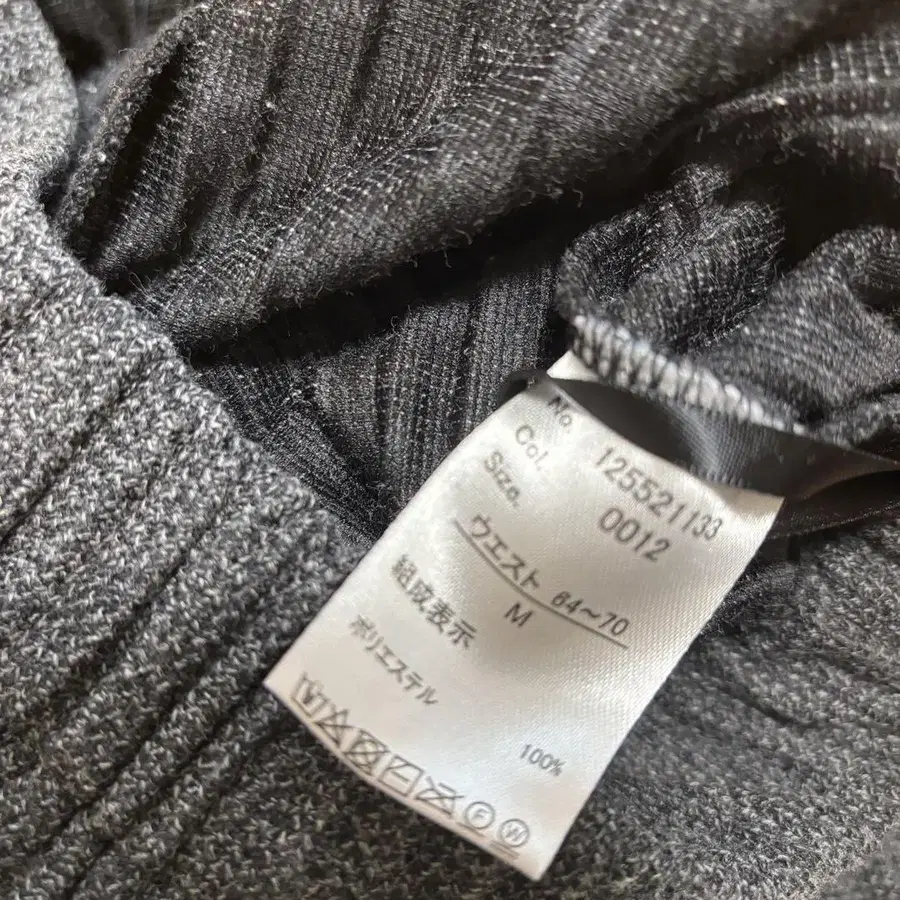 No. 125521133
Col. 0012
Size.
ウエスト 64～70
M
組成表示
ポリエステル
100%
F W